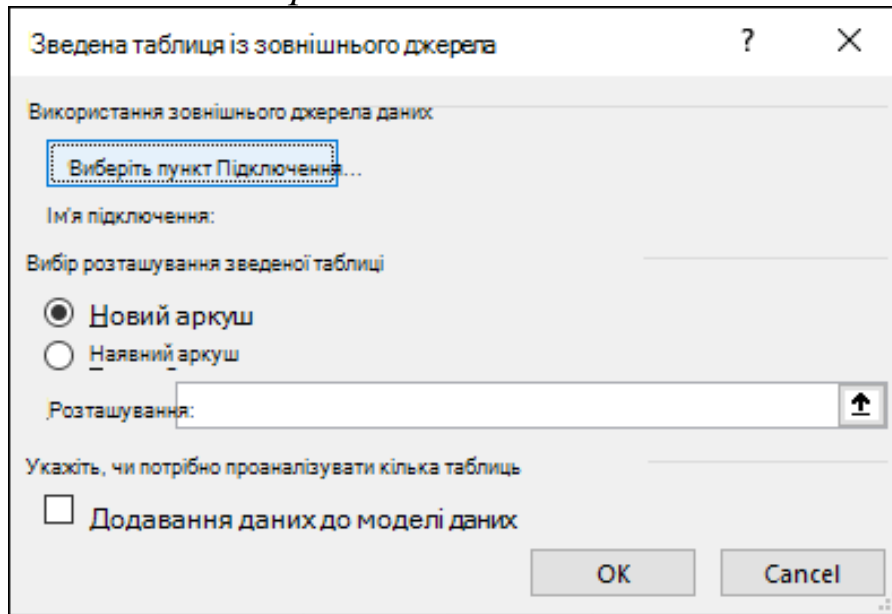 Зведена таблиця із зовнішнього джерела ?
Використання зовнішнього джерела даних
Виберіть пункт Підключення...
Ім'я підключення:
Вибір розташування зведеної таблиці
Новий аркуш
Наявний аркуш
Розташування:
Укажіть, чи потрібно проаналізувати кілька таблиць
Додавання даних до моделі даних
OK Cancel